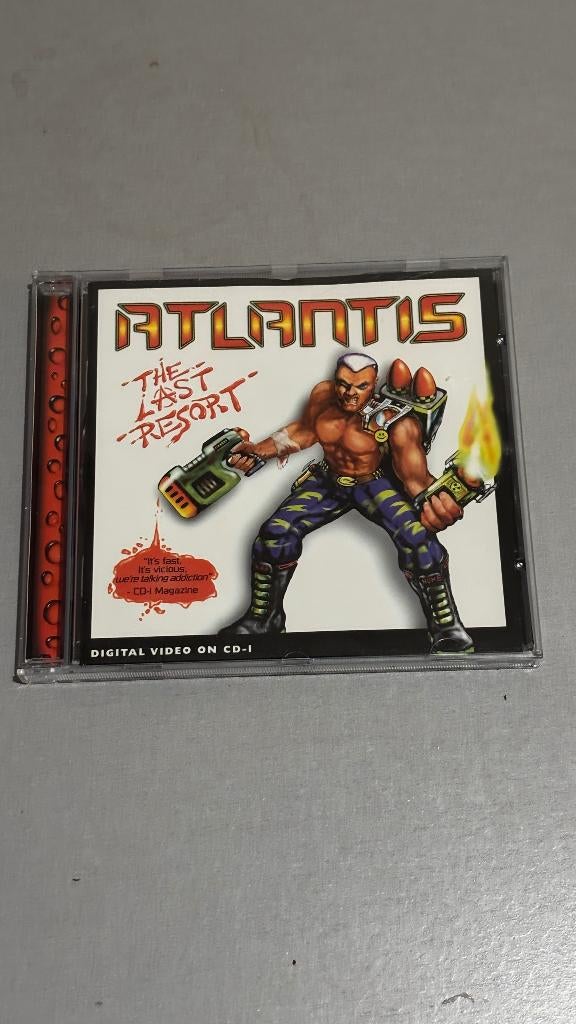 ATLANTIS
THE
LAST
RESORT
"It's fast,
It's vicious,
we're talking addiction"
- CD-I Magazine
DIGITAL VIDEO ON CD-I